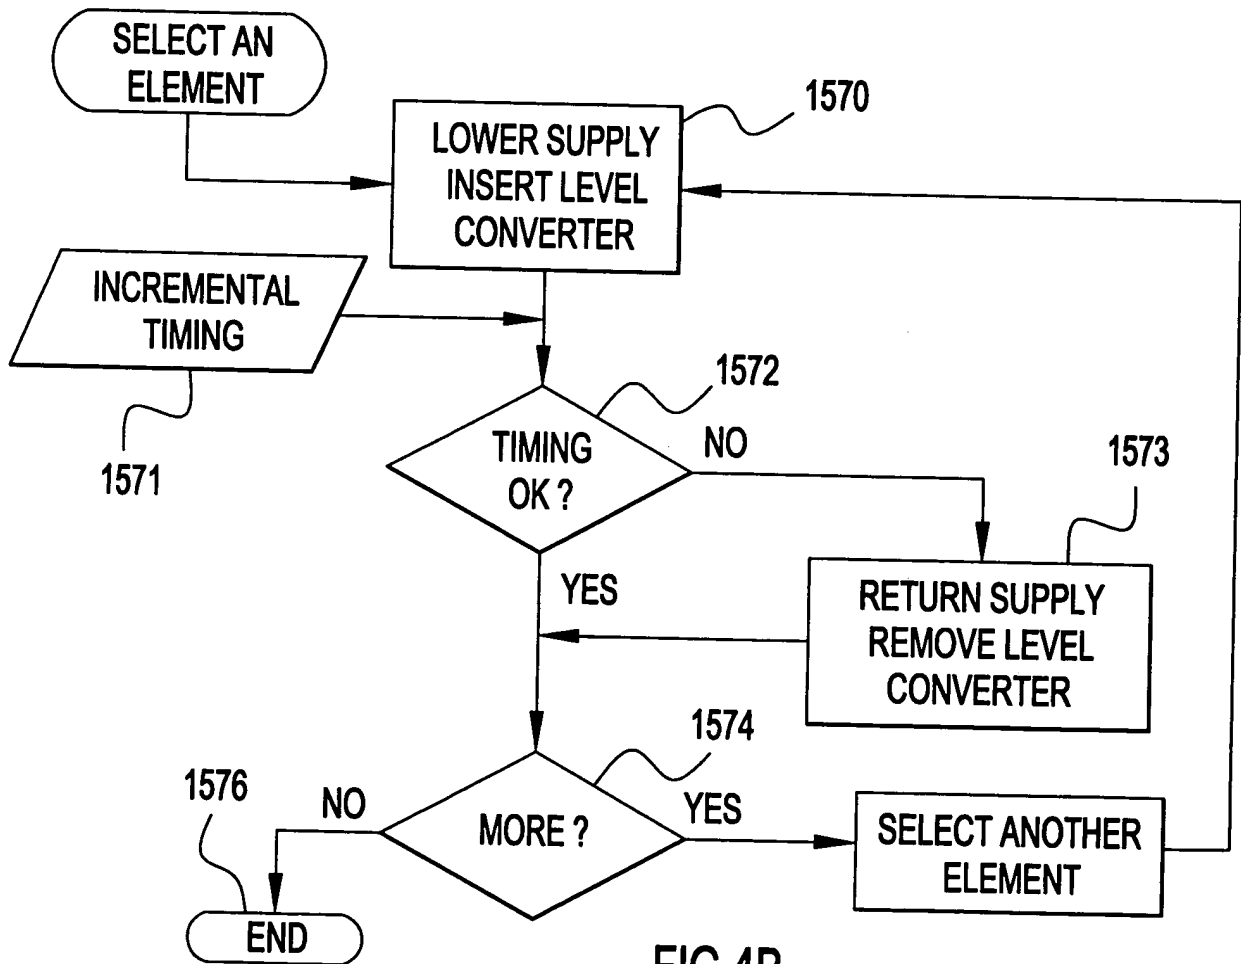 SELECT AN
ELEMENT
1570
LOWER SUPPLY
INSERT LEVEL
CONVERTER
INCREMENTAL
TIMING
1571
1572
TIMING
OK ?
NO
YES
1573
RETURN SUPPLY
REMOVE LEVEL
CONVERTER
1574
MORE ?
NO
YES
1576
END
SELECT ANOTHER
ELEMENT